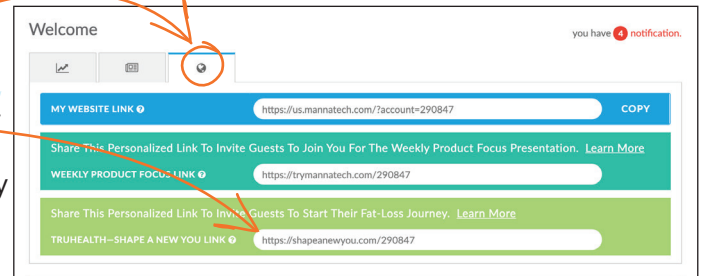 Welcome
you have 4 notification.
MY WEBSITE LINK ?
https://us.mannatech.com/?account=290847
COPY
Share This Personalized Link To Invite Guests To Join You For The Weekly Product Focus Presentation. Learn More
WEEKLY PRODUCT FOCUS LINK ?
https://trymannatech.com/290847
Share This Personalized Link To Invite Guests To Start Their Fat-Loss Journey. Learn More
TRUHEALTH—SHAPE A NEW YOU LINK ?
https://shapeanewyou.com/290847